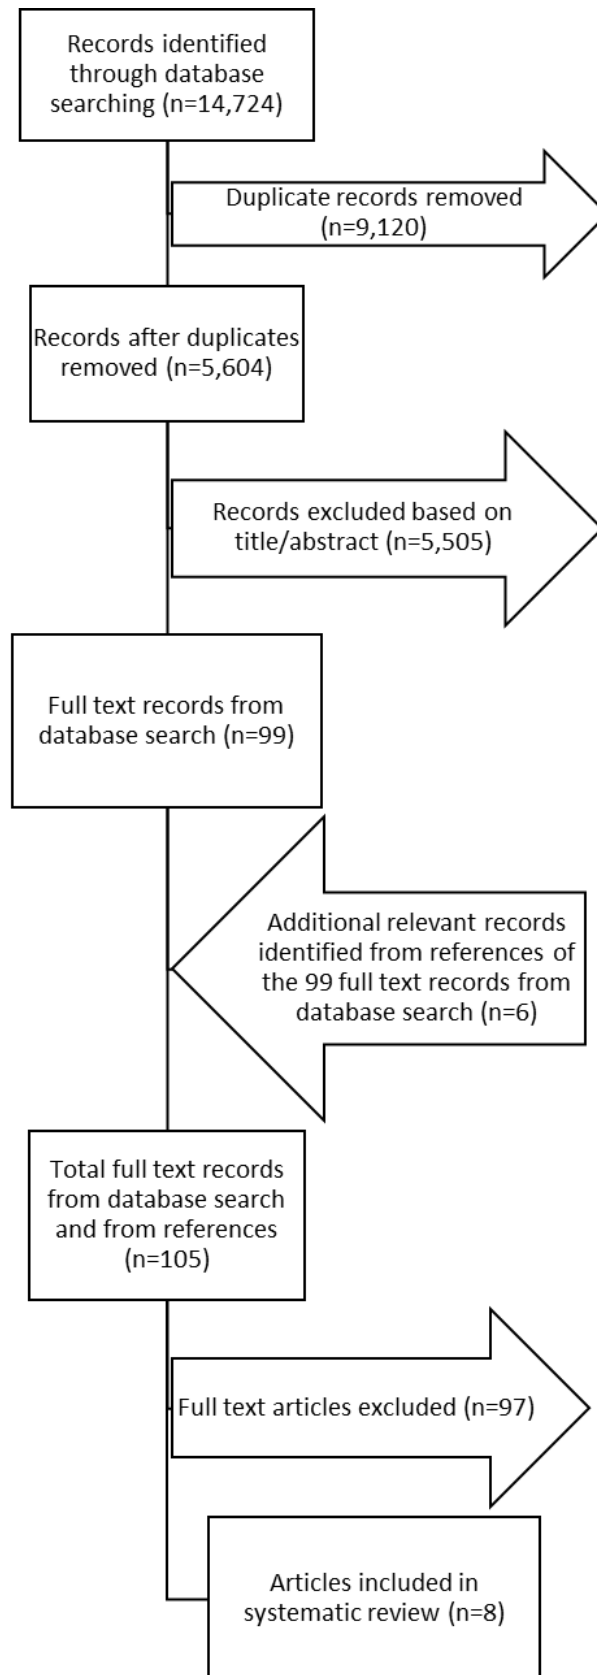 Records identified
through database
searching (n=14,724)
Duplicate records removed
(n=9,120)
Records after duplicates
removed (n=5,604)
Records excluded based on
title/abstract (n=5,505)
Full text records from
database search (n=99)
Additional relevant records
identified from references of
the 99 full text records from
database search (n=6)
Total full text records
from database search
and from references
(n=105)
Full text articles excluded (n=97)
Articles included in
systematic review (n=8)